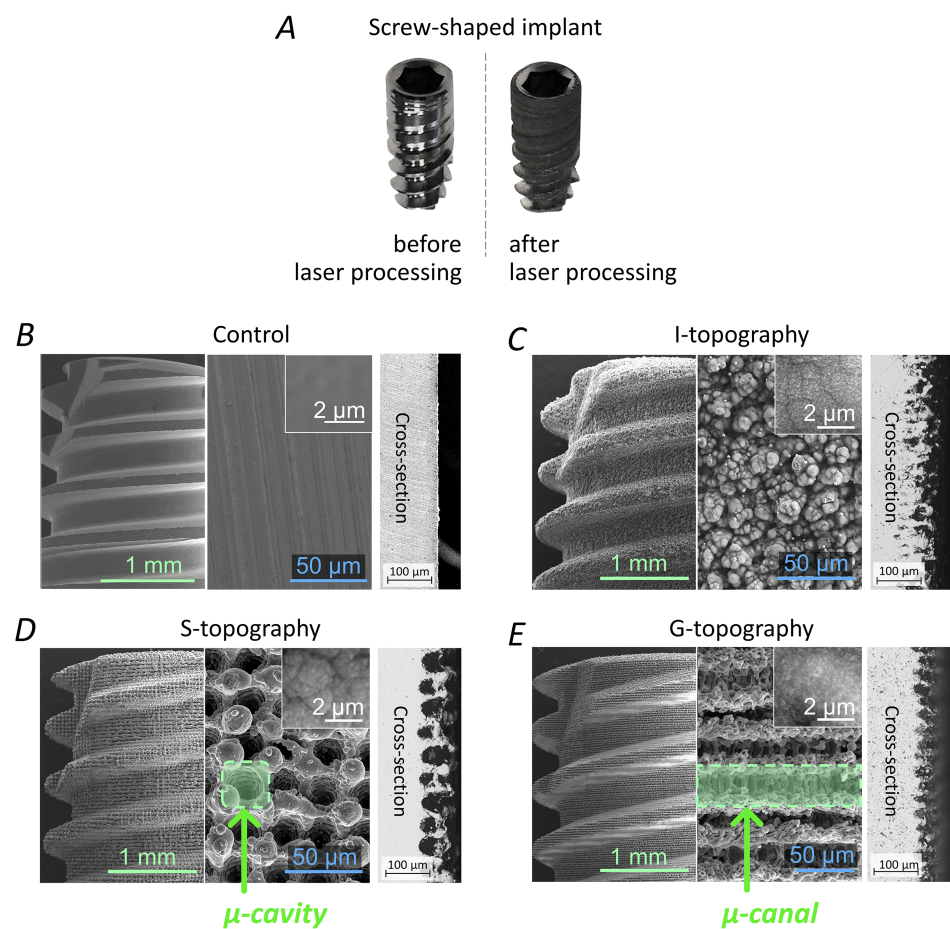 A
Screw-shaped implant
before
laser processing
after
laser processing
B
Control
2 µm
Cross-section
1 mm
50 µm
100 µm
C
I-topography
2 µm
Cross-section
1 mm
50 µm
100 µm
D
S-topography
2 µm
Cross-section
1 mm
50 µm
100 µm
µ-cavity
E
G-topography
2 µm
Cross-section
1 mm
50 µm
100 µm
µ-canal